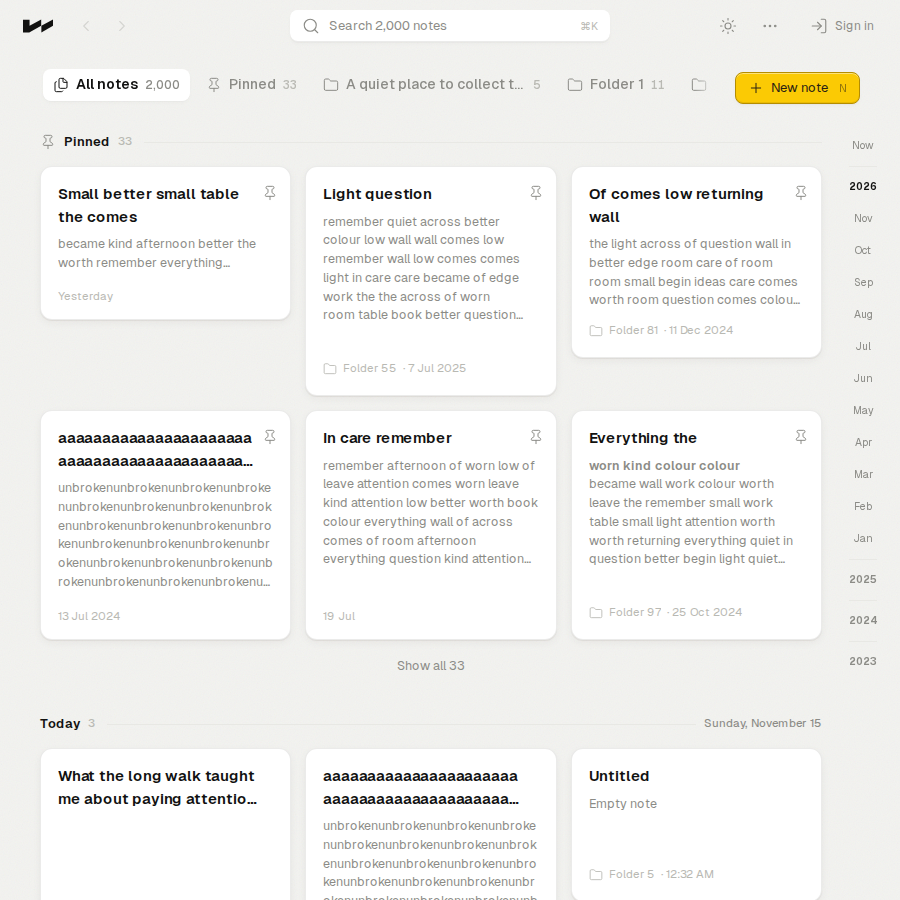 Search 2,000 notes ⌘K
Sign in
All notes 2,000
Pinned 33
A quiet place to collect t… 5
Folder 1 11
New note N
Pinned 33
Small better small table
the comes
became kind afternoon better the
worth remember everything…
Yesterday
Light question
remember quiet across better
colour low wall wall comes low
remember wall low comes comes
light in care care became of edge
work the the across of worn
room table book better question…
Folder 55 · 7 Jul 2025
Of comes low returning
wall
the light across of question wall in
better edge room care of room
room small begin ideas care comes
worth room question comes colou…
Folder 81 · 11 Dec 2024
aaaaaaaaaaaaaaaaaaaaaa
aaaaaaaaaaaaaaaaaaaaa…
unbrokenunbrokenunbrokenunbroke
nunbrokenunbrokenunbrokenunbrok
enunbrokenunbrokenunbrokenunbro
kenunbrokenunbrokenunbrokenunbr
okenunbrokenunbrokenunbrokenunb
rokenunbrokenunbrokenunbrokenu…
13 Jul 2024
In care remember
remember afternoon of worn low of
leave attention comes worn leave
kind attention low better worth book
colour everything wall of across
comes of room afternoon
everything question kind attention…
19 Jul
Everything the
worn kind colour colour
became wall work colour worth
leave the remember small work
table small light attention worth
worth returning everything quiet in
question better begin light quiet…
Folder 97 · 25 Oct 2024
Show all 33
Now
2026
Nov
Oct
Sep
Aug
Jul
Jun
May
Apr
Mar
Feb
Jan
2025
2024
2023
Today 3
Sunday, November 15
What the long walk taught
me about paying attentio…
aaaaaaaaaaaaaaaaaaaaaa
aaaaaaaaaaaaaaaaaaaaa…
unbrokenunbrokenunbrokenunbroke
nunbrokenunbrokenunbrokenunbrok
enunbrokenunbrokenunbrokenunbro
kenunbrokenunbrokenunbrokenunbr
okenunbrokenunbrokenunbrokenunb
Untitled
Empty note
Folder 5 · 12:32 AM